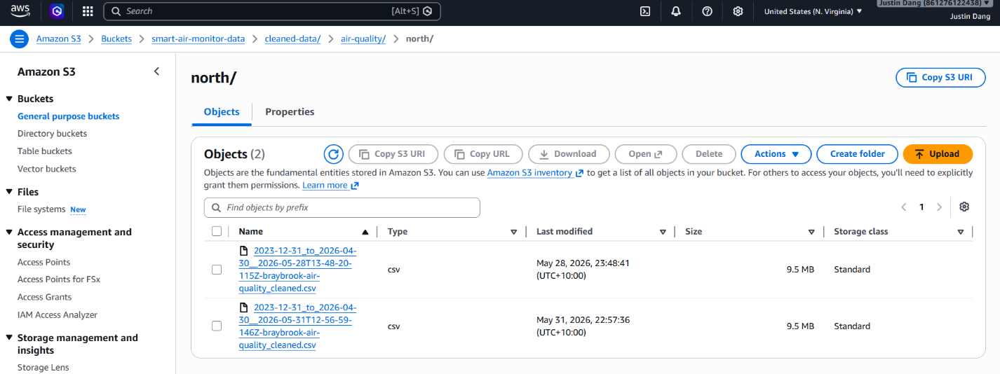 aws
Search
[Alt+S]
United States (N. Virginia)
Justin Dang (861276122438)
Justin Dang
Amazon S3
Buckets
smart-air-monitor-data
cleaned-data/
air-quality/
north/
Amazon S3
Buckets
General purpose buckets
Directory buckets
Table buckets
Vector buckets
Files
File systems New
Access management and
security
Access Points
Access Points for FSx
Access Grants
IAM Access Analyzer
Storage management and
insights
Storage Lens
north/
Copy S3 URI
Objects
Properties
Objects (2)
Copy S3 URI
Copy URL
Download
Open
Delete
Actions
Create folder
Upload
Objects are the fundamental entities stored in Amazon S3. You can use Amazon S3 inventory to get a list of all objects in your bucket. For others to access your objects, you'll need to explicitly
grant them permissions. Learn more
Find objects by prefix
1
Name
Type
Last modified
Size
Storage class
2023-12-31_to_2026-04-
30__2026-05-28T13-48-20-
115Z-braybrook-air-
quality_cleaned.csv
csv
May 28, 2026, 23:48:41
(UTC+10:00)
9.5 MB
Standard
2023-12-31_to_2026-04-
30__2026-05-31T12-56-59-
146Z-braybrook-air-
quality_cleaned.csv
csv
May 31, 2026, 22:57:36
(UTC+10:00)
9.5 MB
Standard